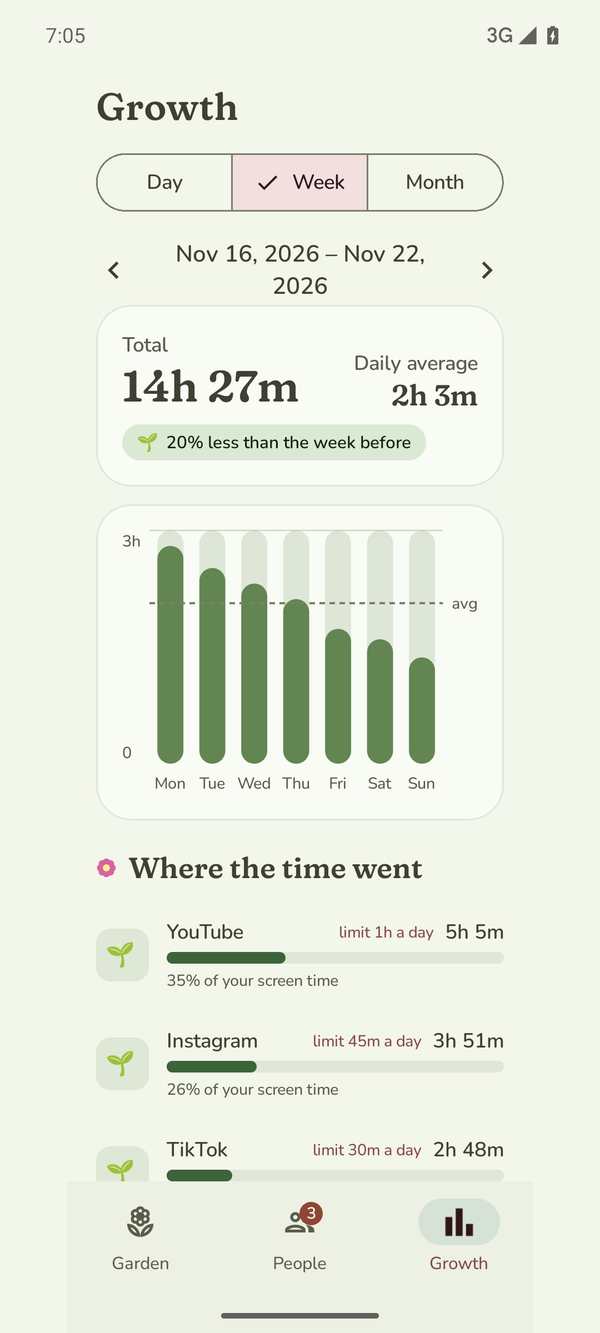 7:05
3G
Growth
Day
Week
Month
Nov 16, 2026 – Nov 22,
2026
Total
14h 27m
Daily average
2h 3m
20% less than the week before
3h
avg
0
Mon Tue Wed Thu Fri Sat Sun
Where the time went
YouTube limit 1h a day 5h 5m
35% of your screen time
Instagram limit 45m a day 3h 51m
26% of your screen time
TikTok limit 30m a day 2h 48m
3
Garden
People
Growth